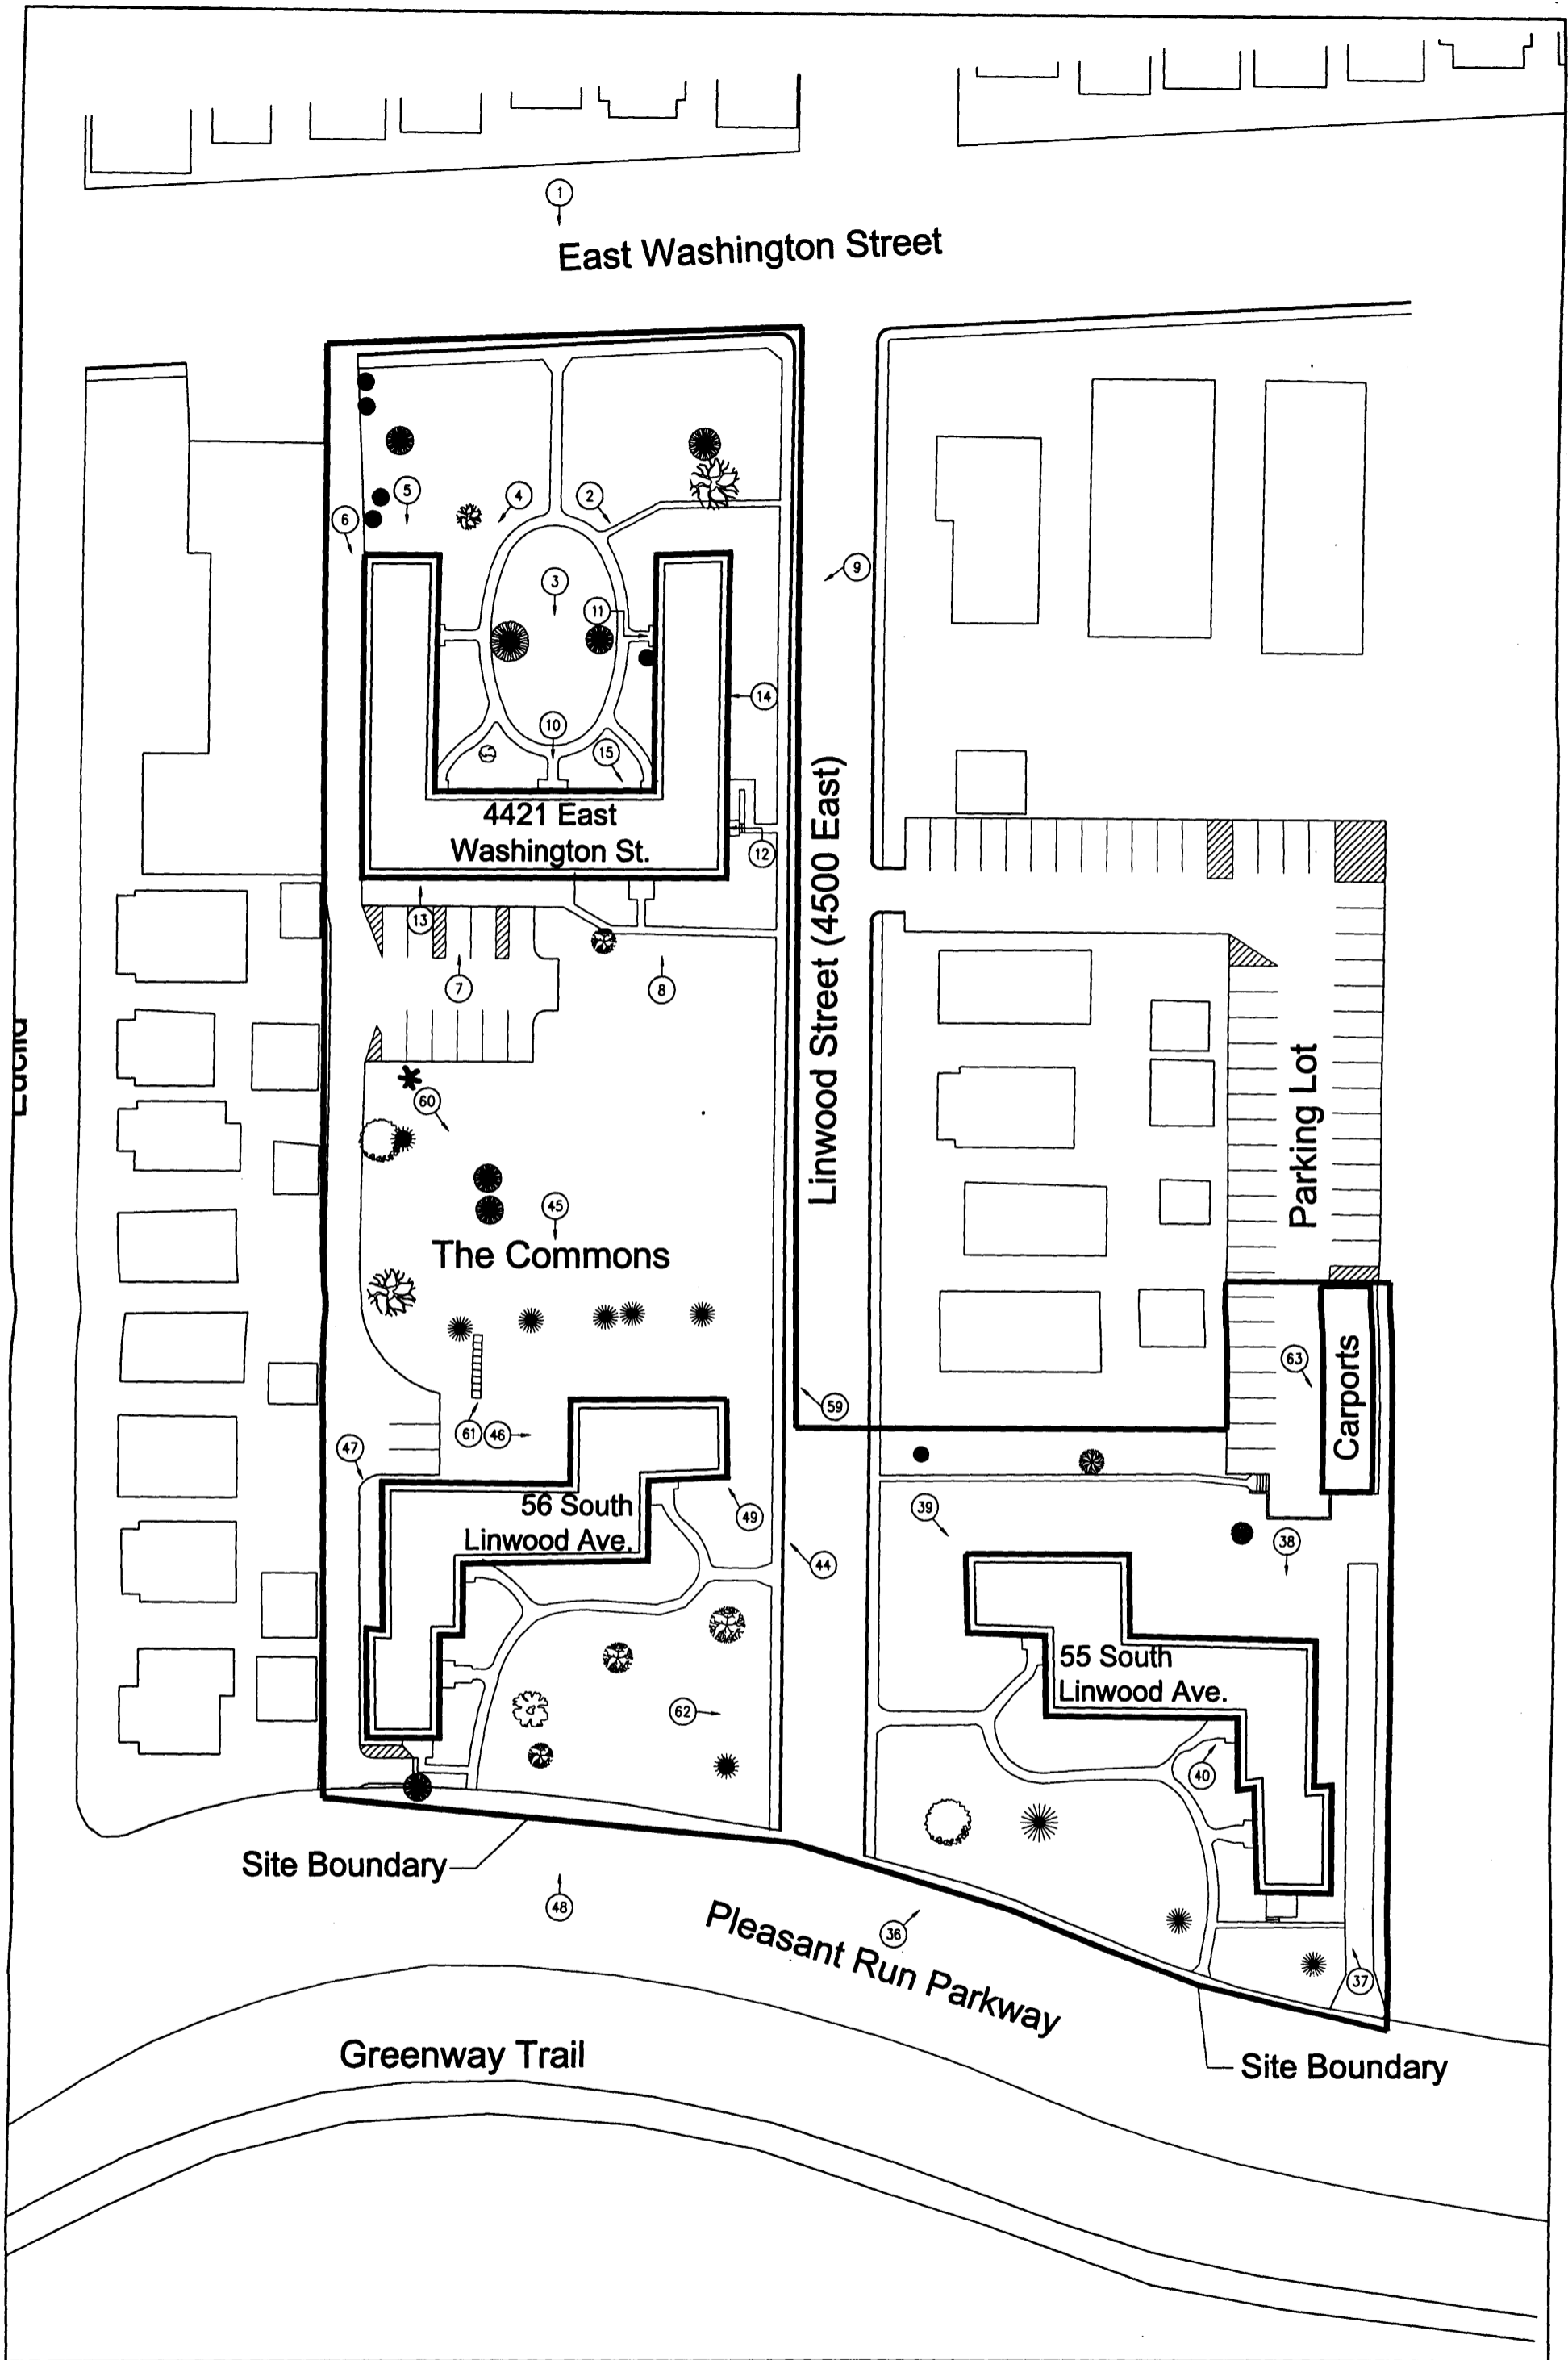 1
East Washington Street
5
4
2
6
9
3
11
14
10
15
4421 East
Washington St.
12
13
7
8
Linwood Street (4500 East)
Euclid
60
45
The Commons
Parking Lot
63
Carports
59
61
46
47
56 South
Linwood Ave.
49
39
44
38
55 South
Linwood Ave.
62
40
Site Boundary
48
36
Pleasant Run Parkway
37
Greenway Trail
Site Boundary